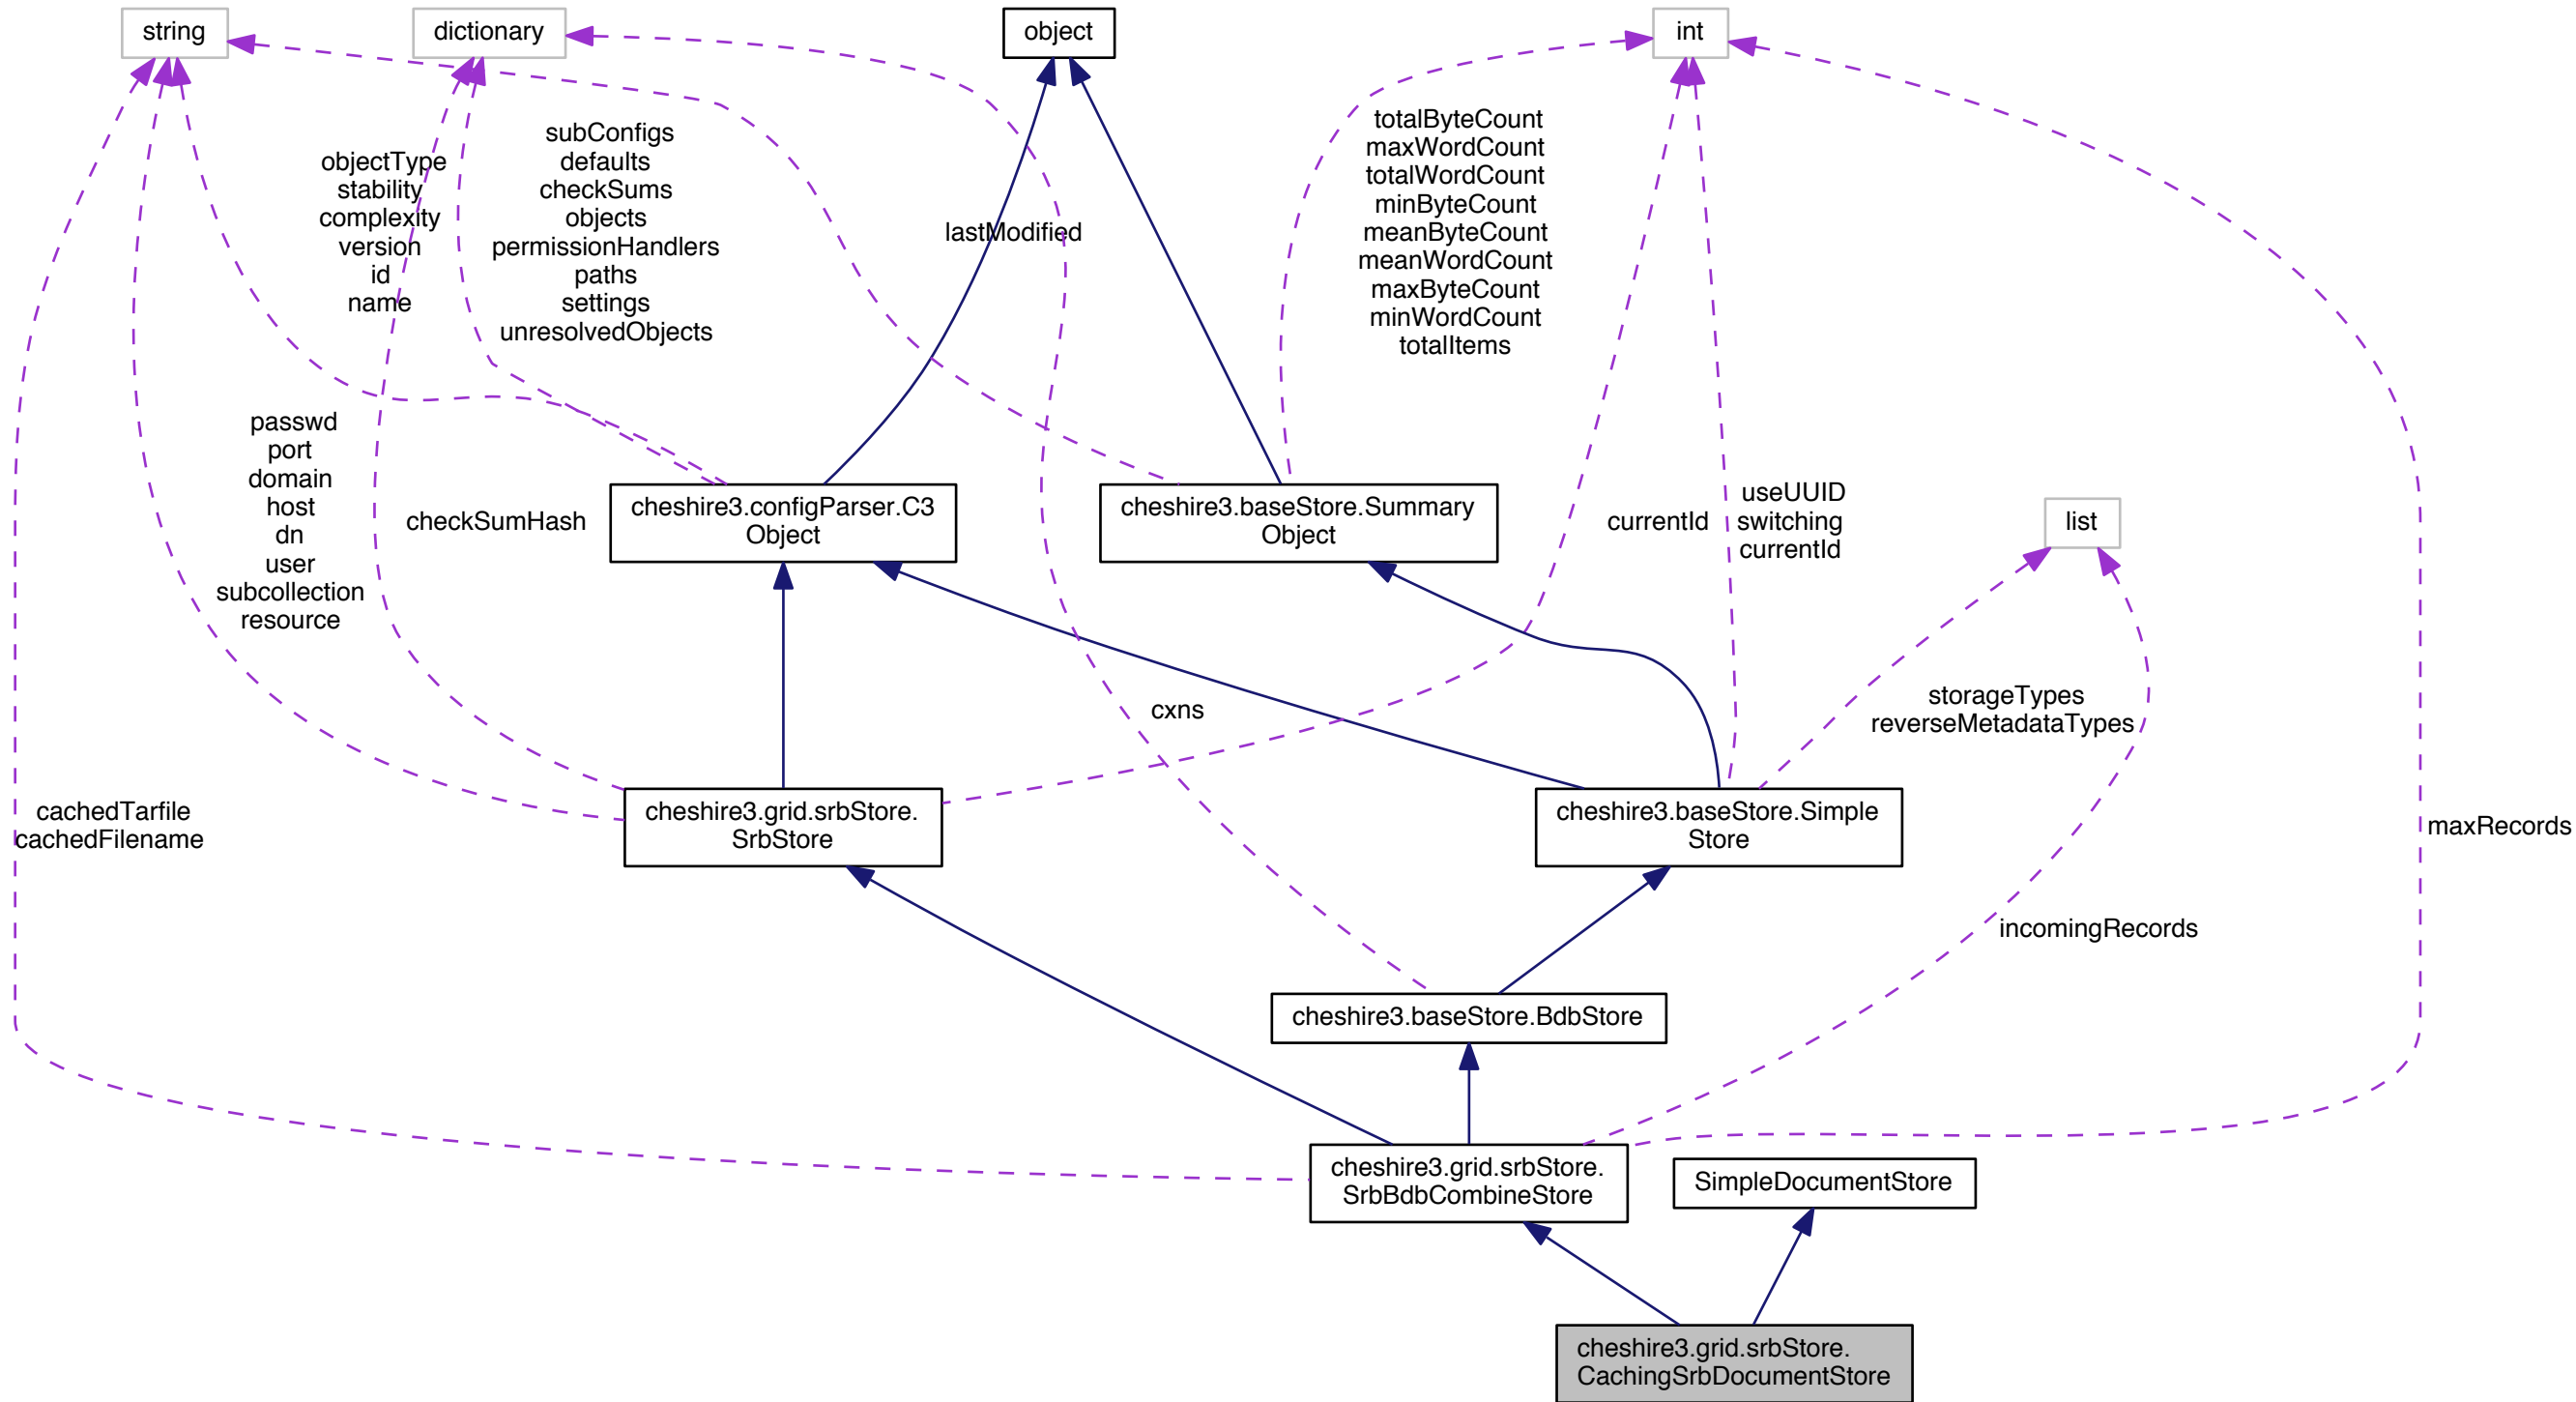 string
dictionary
object
int
objectType
stability
complexity
version
id
name
subConfigs
defaults
checkSums
objects
permissionHandlers
paths
settings
unresolvedObjects
lastModified
totalByteCount
maxWordCount
totalWordCount
minByteCount
meanByteCount
meanWordCount
maxByteCount
minWordCount
totalItems
passwd
port
domain
host
dn
user
subcollection
resource
checkSumHash
cheshire3.configParser.C3
Object
cheshire3.baseStore.Summary
Object
currentId
useUUID
switching
currentId
list
cxns
storageTypes
reverseMetadataTypes
cachedTarfile
cachedFilename
cheshire3.grid.srbStore.
SrbStore
cheshire3.baseStore.Simple
Store
maxRecords
incomingRecords
cheshire3.baseStore.BdbStore
cheshire3.grid.srbStore.
SrbBdbCombineStore
SimpleDocumentStore
cheshire3.grid.srbStore.
CachingSrbDocumentStore